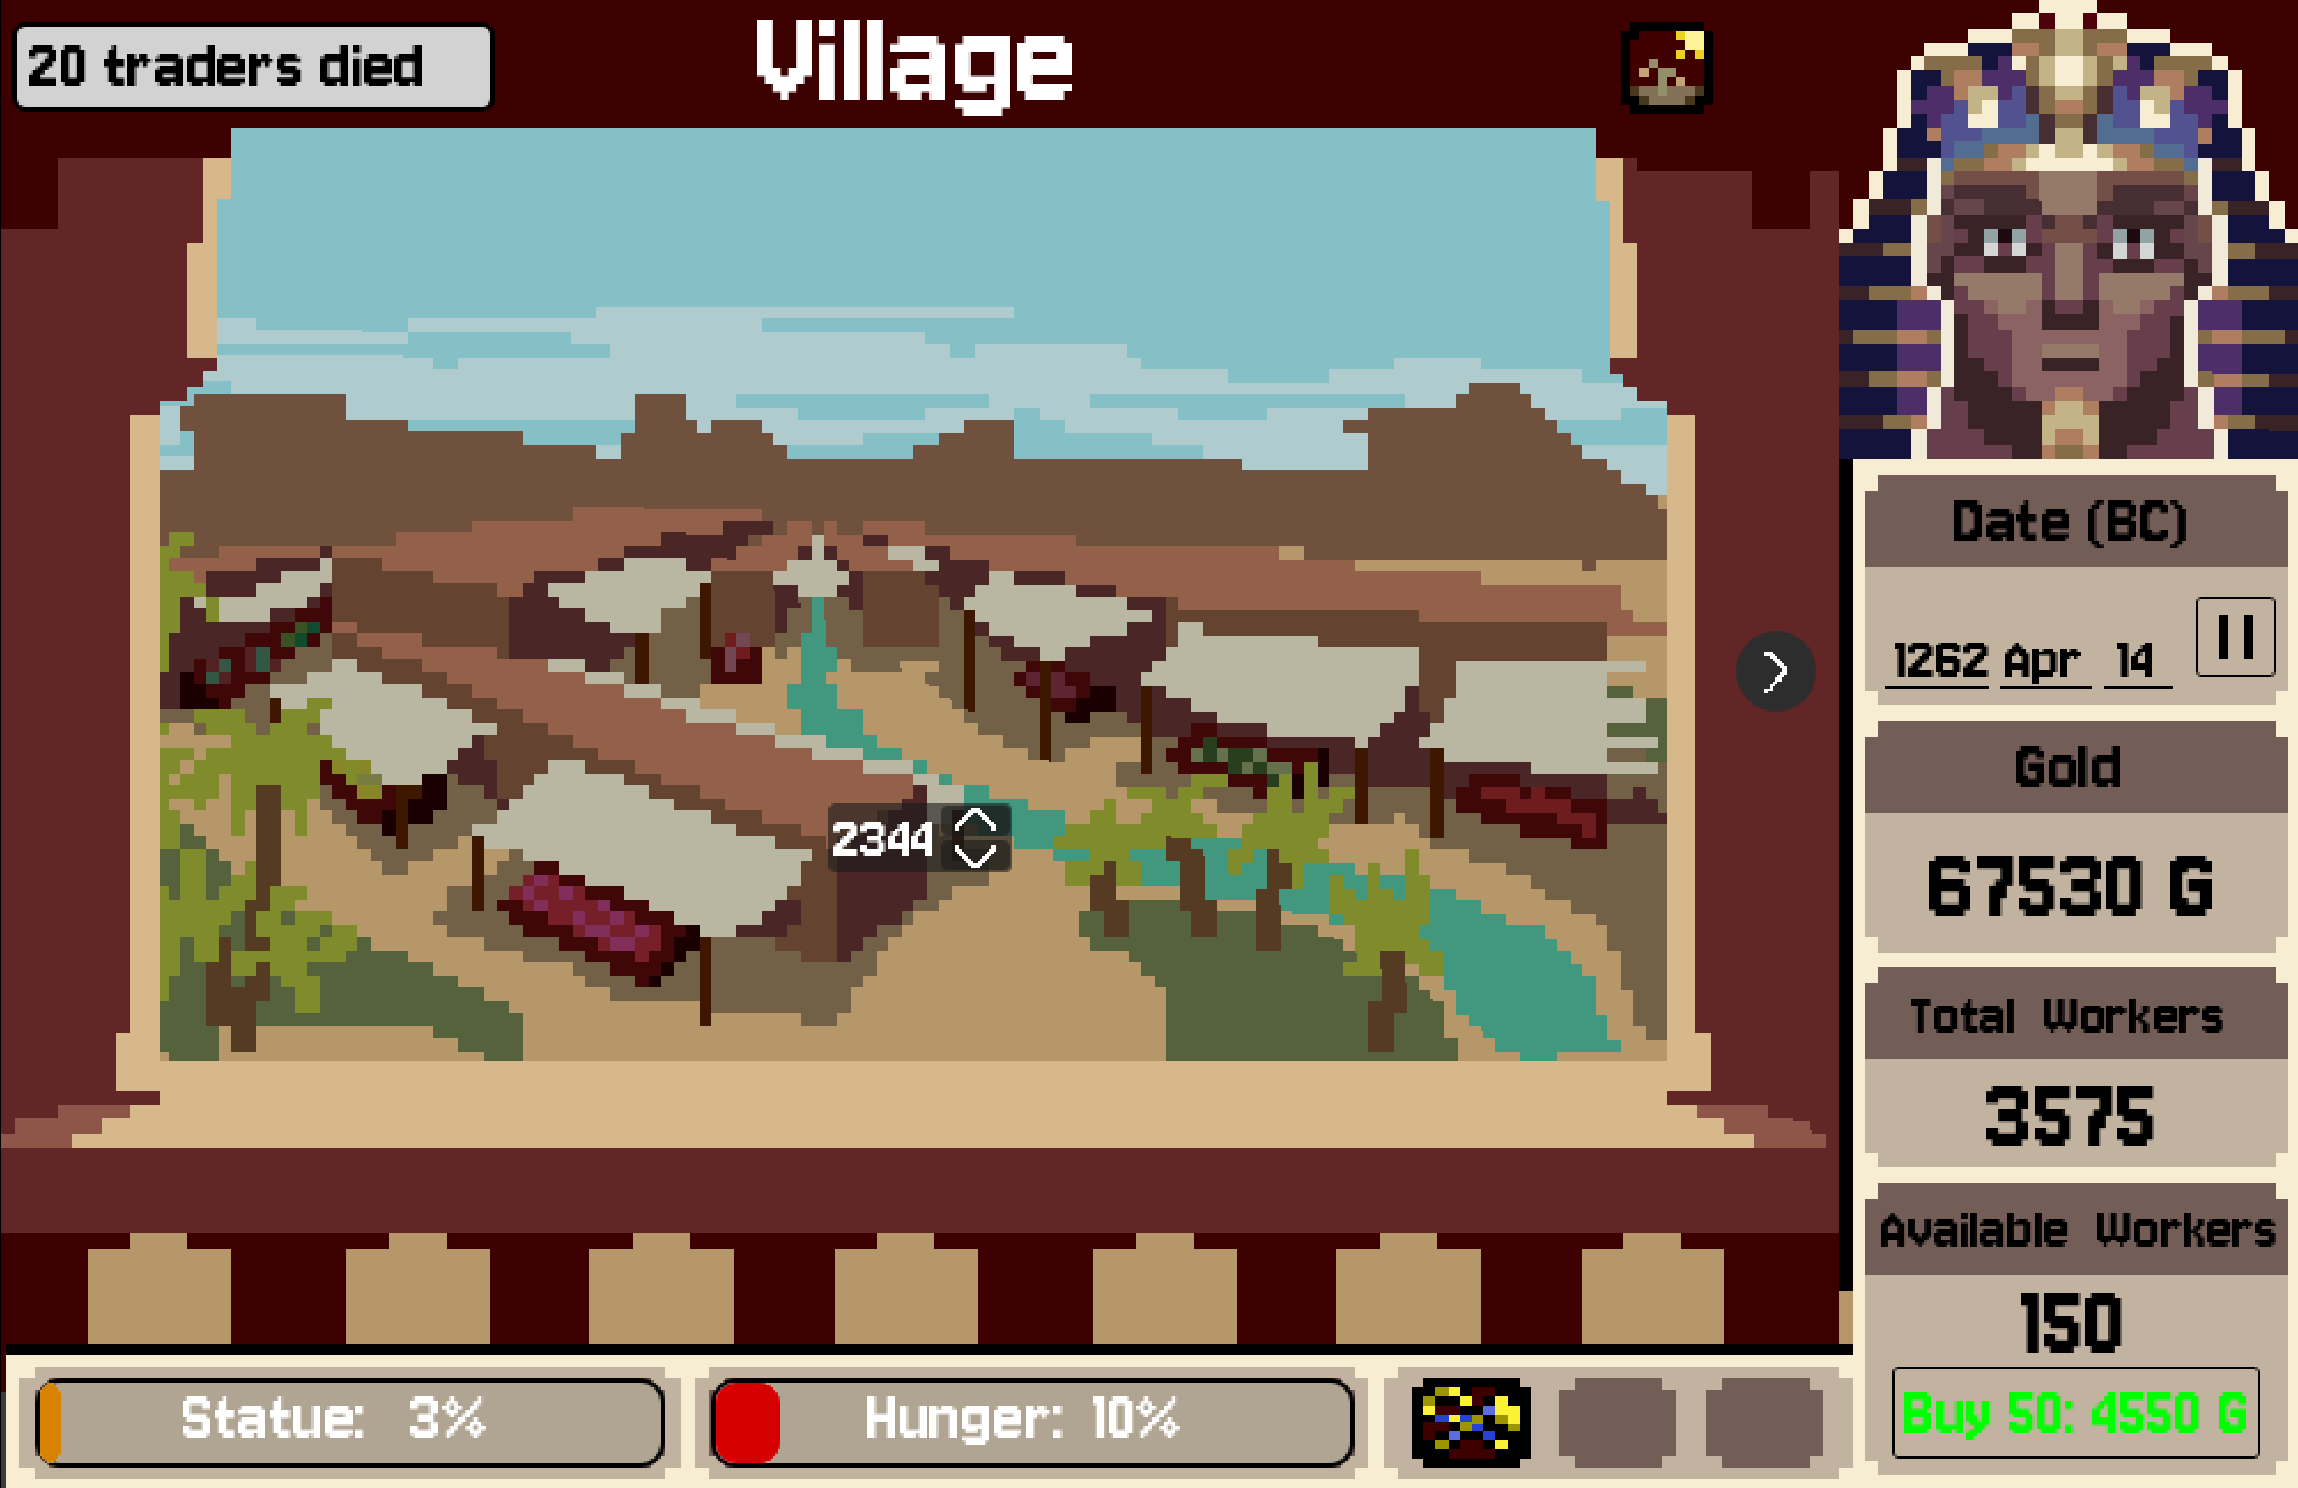 20 traders died
Village
Date (BC)
1262 Apr 14
Gold
67530 G
2344
Total Workers
3575
Available Workers
150
Buy 50: 4550 G
Statue: 3%
Hunger: 10%